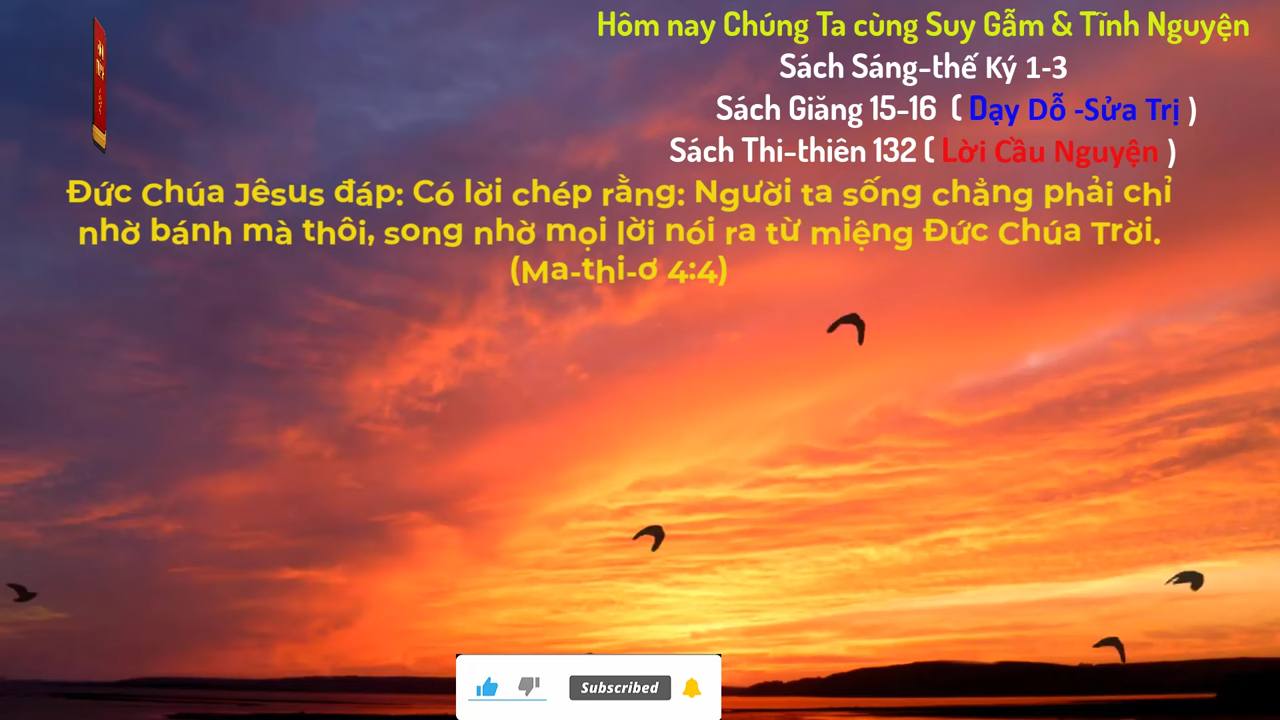 Hôm nay Chúng Ta cùng Suy Gẫm & Tĩnh Nguyện
Sách Sáng-thế Ký 1-3
Sách Giăng 15-16 ( Dạy Dỗ -Sửa Trị )
Sách Thi-thiên 132 ( Lời Cầu Nguyện )
Đức Chúa Jêsus đáp: Có lời chép rằng: Người ta sống chẳng phải chỉ
nhờ bánh mà thôi, song nhờ mọi lời nói ra từ miệng Đức Chúa Trời.
(Ma-thi-ơ 4:4)
Subscribed